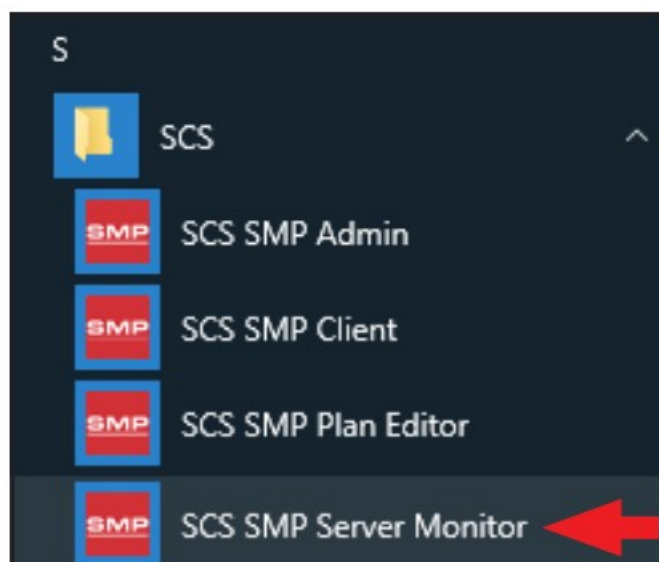 S
SCS
SMP SCS SMP Admin
SMP SCS SMP Client
SMP SCS SMP Plan Editor
SMP SCS SMP Server Monitor